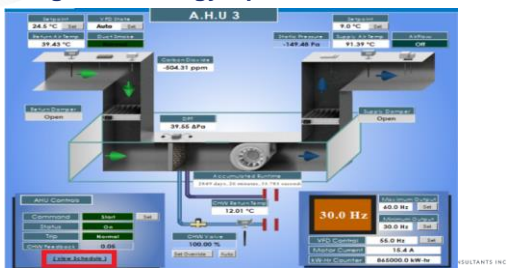 A.H.U 3
Setpoint
24.5 °C Set
VFD State
Auto Set
Return Air Temp
39.43 °C
Duct Smoke
Normal
Carbon Dioxide
-504.31 ppm
Setpoint
9.0 °C Set
Static Pressure
-149.48 Pa
Supply Air Temp
91.39 °C
Airflow
Off
Return Damper
Open
Supply Damper
Open
Diff
39.55 ΔPa
Accumulated Runtime
CHW Return Temp
12.01 °C
CHW Valve
100.00 %
Set Override Auto
AHU Controls
Command Start Set
Status On
Trip Normal
CHW Feedback 0.05
( View Schedule )
30.0 Hz
Maximum Output
60.0 Hz Set
Minimum Output
30.0 Hz Set
VFD Control 55.0 Hz Set
Motor Current 15.4 A
kW-Hr Counter 865000.0 kW-hr
SULTANTS INC